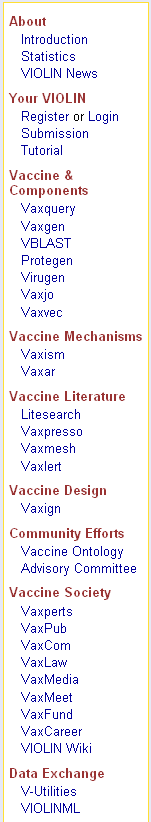 About
Introduction
Statistics
VIOLIN News
Your VIOLIN
Register or Login
Submission
Tutorial
Vaccine &
Components
Vaxquery
Vaxgen
VBLAST
Protegen
Virugen
Vaxjo
Vaxvec
Vaccine Mechanisms
Vaxism
Vaxar
Vaccine Literature
Litesearch
Vaxpresso
Vaxmesh
Vaxlert
Vaccine Design
Vaxign
Community Efforts
Vaccine Ontology
Advisory Committee
Vaccine Society
Vaxperts
VaxPub
VaxCom
VaxLaw
VaxMedia
VaxMeet
VaxFund
VaxCareer
VIOLIN Wiki
Data Exchange
V-Utilities
VIOLINML